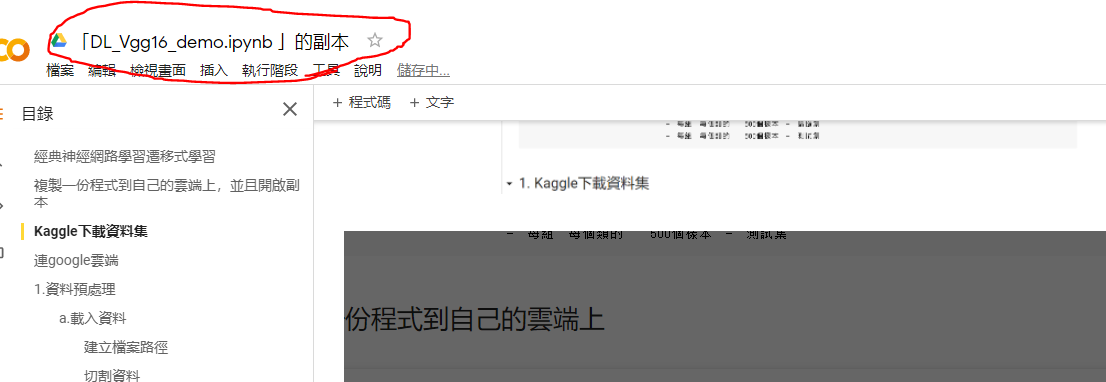 「DL_Vgg16_demo.ipynb 」的副本
檔案 編輯 檢視畫面 插入 執行階段 工具 說明 儲存中...
目錄
+ 程式碼 + 文字
經典神經網路學習遷移式學習
複製一份程式到自己的雲端上，並且開啟副
本
Kaggle下載資料集
連google雲端
1.資料預處理
a.載入資料
建立檔案路徑
切割資料
- 每組 每個類的 500個樣本 -
- 每組 每個類的 500個樣本 - 測試集
1. Kaggle下載資料集
- 每組 每個類的 500個樣本 - 測試集
份程式到自己的雲端上